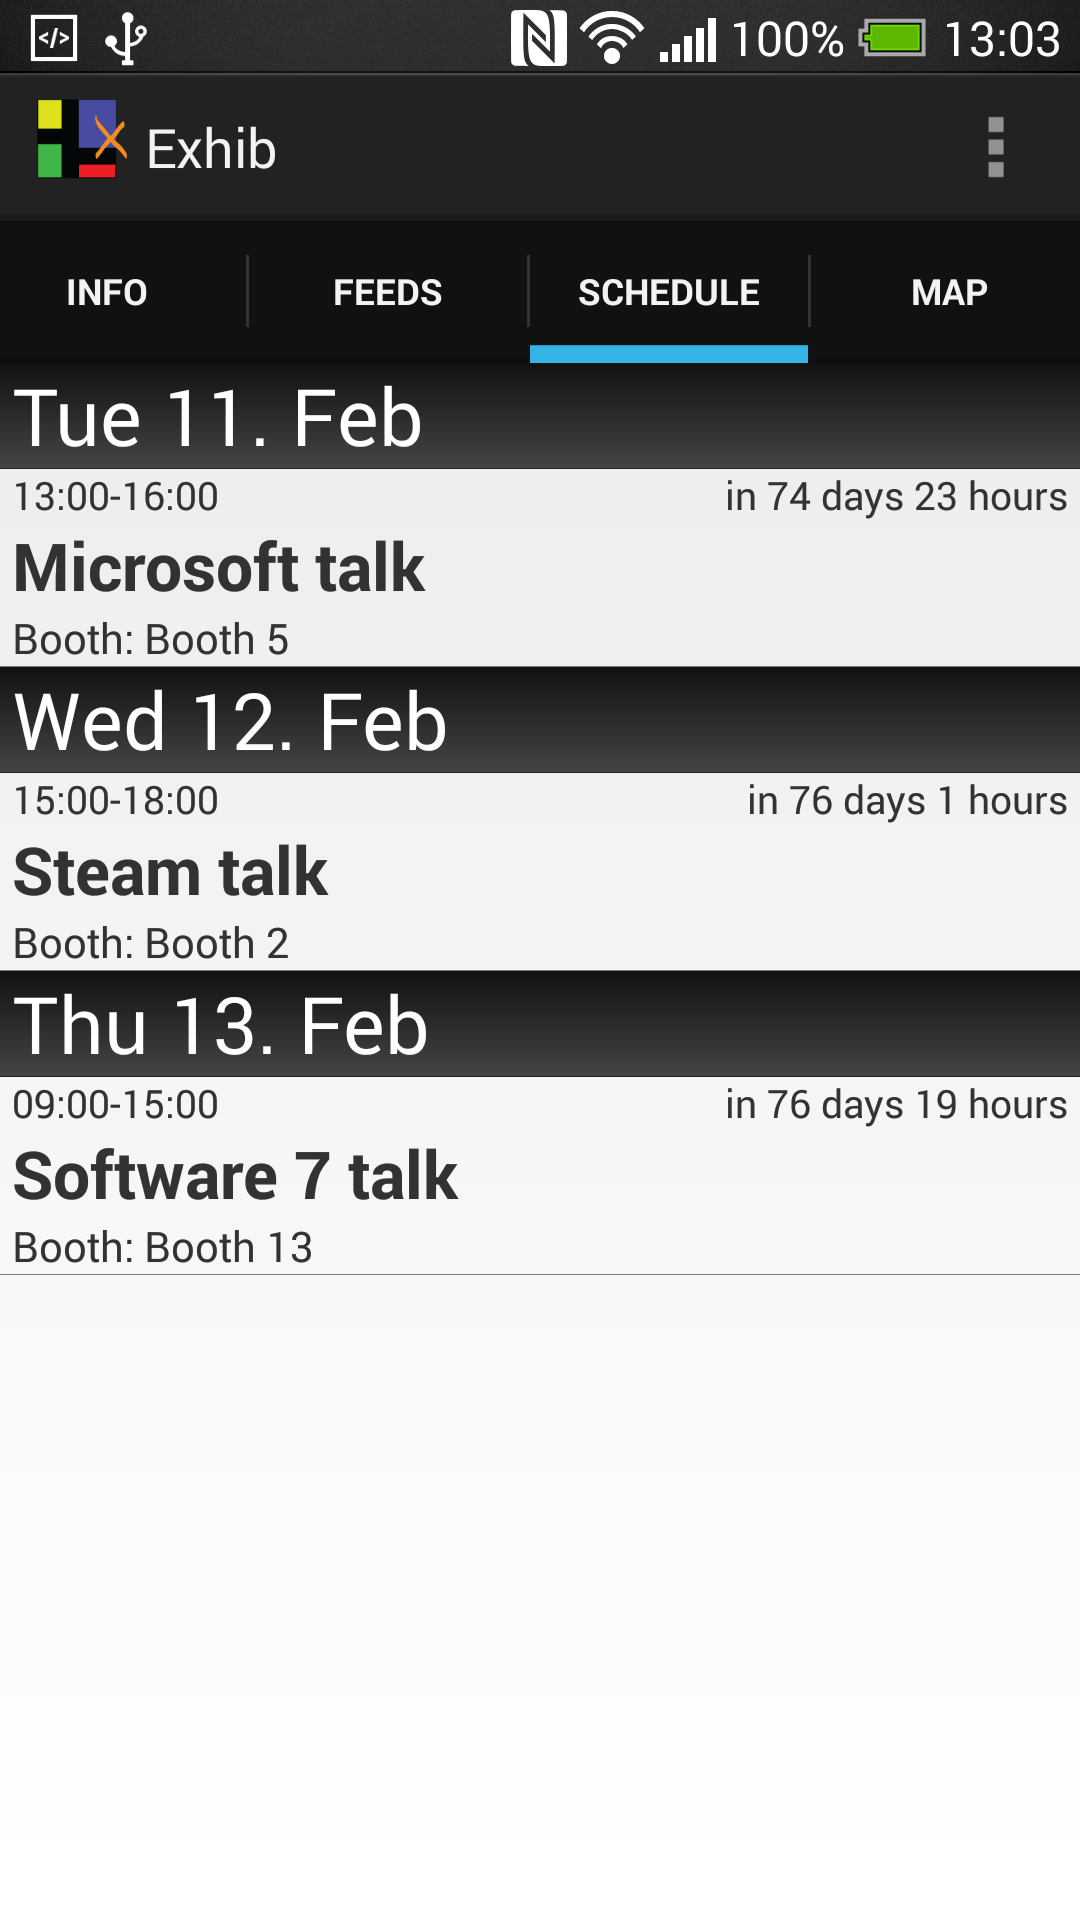 100% 13:03
Exhib
INFO FEEDS SCHEDULE MAP
Tue 11. Feb
13:00-16:00 in 74 days 23 hours
Microsoft talk
Booth: Booth 5
Wed 12. Feb
15:00-18:00 in 76 days 1 hours
Steam talk
Booth: Booth 2
Thu 13. Feb
09:00-15:00 in 76 days 19 hours
Software 7 talk
Booth: Booth 13